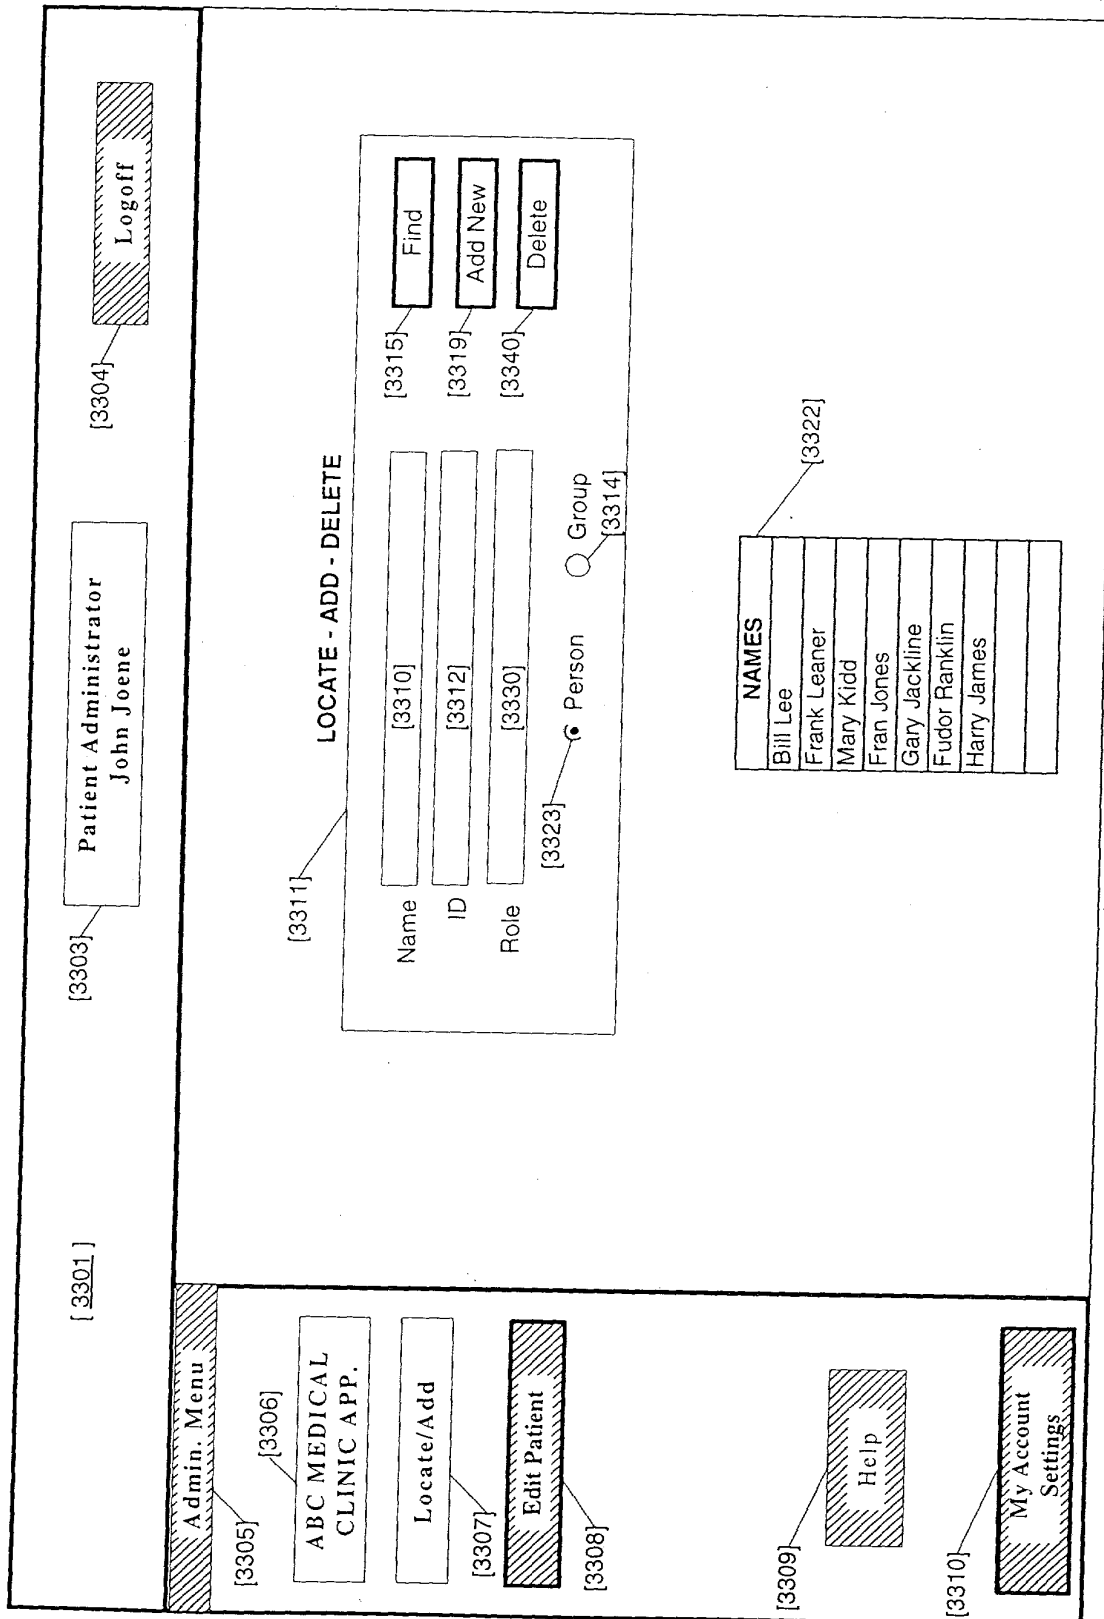 [ 3301 ]
[3303]
Patient Administrator
John Joene
[3304]
Logoff
Admin. Menu
[3305]
[3306]
ABC MEDICAL
CLINIC APP.
Locate/Add
[3307]
Edit Patient
[3308]
Help
[3309]
My Account
Settings
[3310]
LOCATE - ADD - DELETE
[3311]
Name [3310]
ID [3312]
Role [3330]
[3323]
Person
Group
[3314]
[3315]
Find
[3319]
Add New
[3340]
Delete
[3322]
NAMES
Bill Lee
Frank Leaner
Mary Kidd
Fran Jones
Gary Jackline
Fudor Ranklin
Harry James